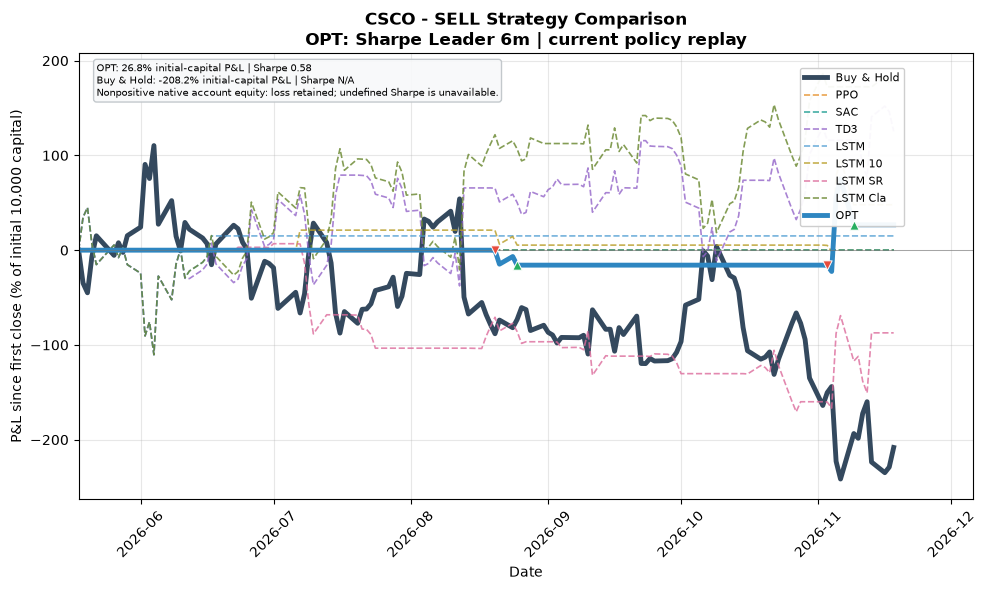 CSCO - SELL Strategy Comparison
OPT: Sharpe Leader 6m | current policy replay
OPT: 26.8% initial-capital P&L | Sharpe 0.58
Buy & Hold: -208.2% initial-capital P&L | Sharpe N/A
Nonpositive native account equity: loss retained; undefined Sharpe is unavailable.
Buy & Hold
PPO
SAC
TD3
LSTM
LSTM 10
LSTM SR
LSTM Cla
OPT
P&L since first close (% of initial 10,000 capital)
200
100
0
−100
−200
2026-06
2026-07
2026-08
2026-09
2026-10
2026-11
2026-12
Date